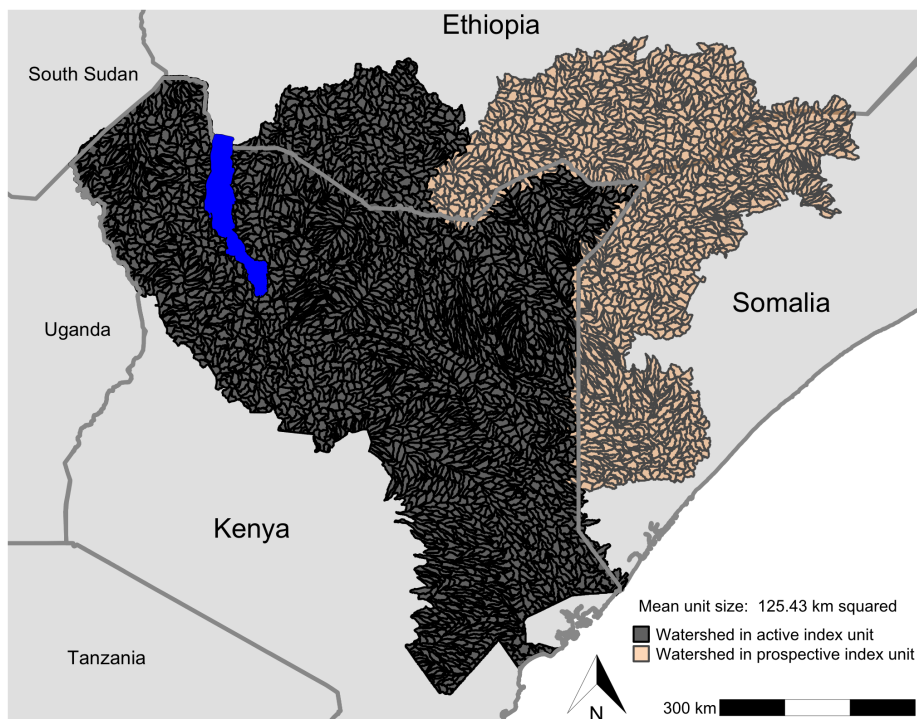 Ethiopia
South Sudan
Somalia
Uganda
Kenya
Mean unit size: 125.43 km squared
Watershed in active index unit
Watershed in prospective index unit
Tanzania
300 km
N